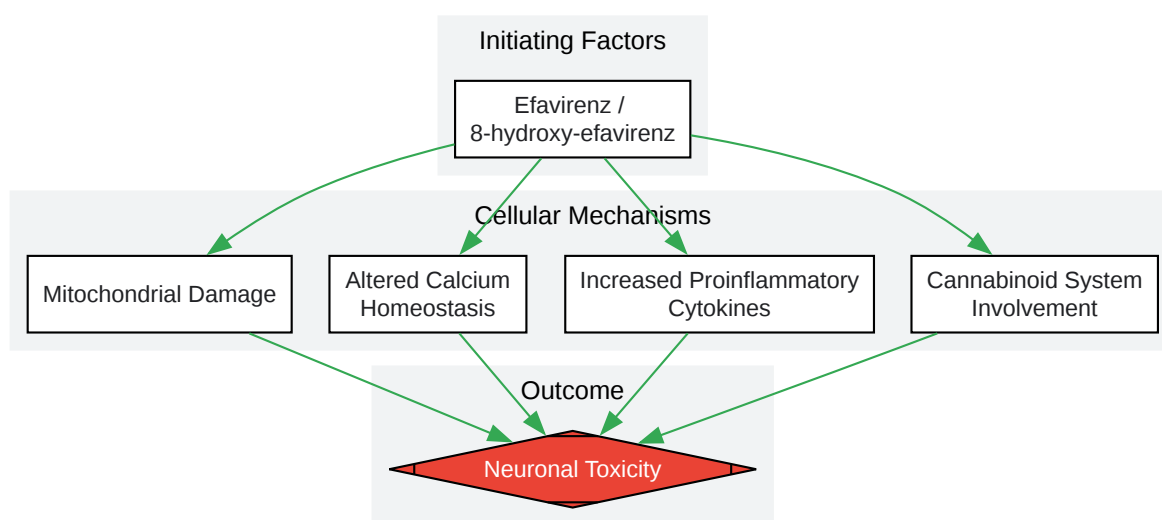 Initiating Factors
Efavirenz /
8-hydroxy-efavirenz
Cellular Mechanisms
Mitochondrial Damage
Altered Calcium
Homeostasis
Increased Proinflammatory
Cytokines
Cannabinoid System
Involvement
Outcome
Neuronal Toxicity